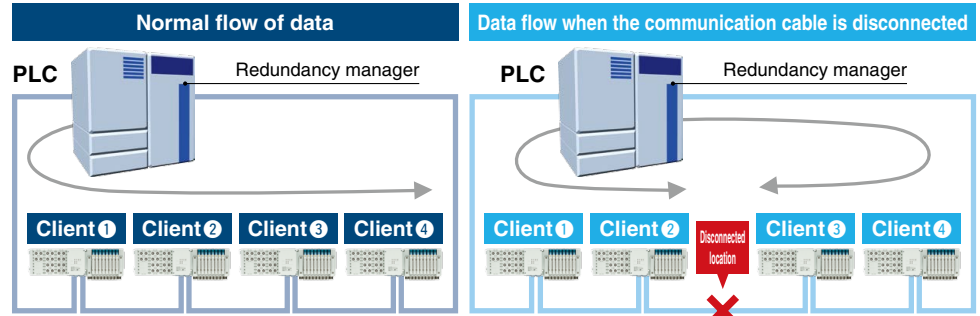 Normal flow of data
PLC
Redundancy manager
Client❶
Client❷
Client❸
Client❹
Data flow when the communication cable is disconnected
PLC
Redundancy manager
Client❶
Client❷
Disconnected
location
Client❸
Client❹